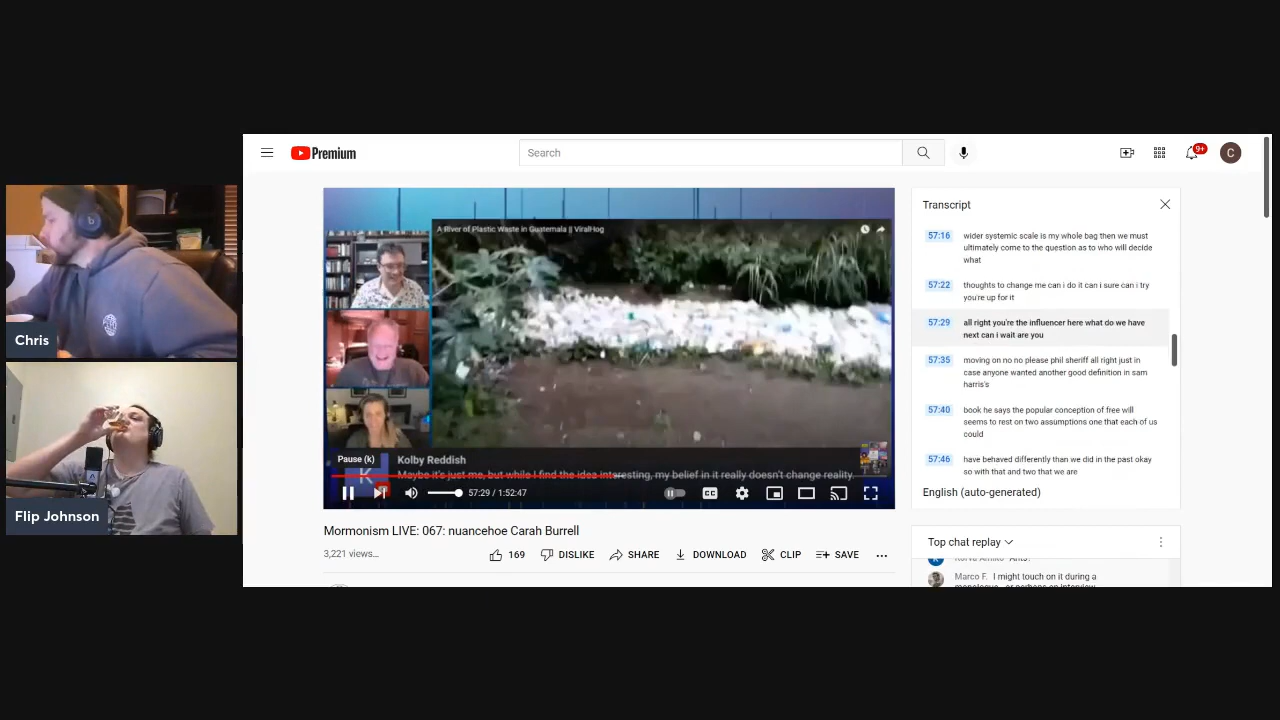 Premium
Search
9+
C
Chris
Flip Johnson
A River of Plastic Waste in Guatemala || ViralHog
Pause (k)
K
Kolby Reddish
Maybe it's just me, but while I find the idea interesting, my belief in it really doesn't change reality.
57:29 / 1:52:47
Mormonism LIVE: 067: nuancehoe Carah Burrell
3,221 views...
169
DISLIKE
SHARE
DOWNLOAD
CLIP
SAVE
Transcript
57:16
wider systemic scale is my whole bag then we must
ultimately come to the question as to who will decide
what
57:22
thoughts to change me can i do it can i sure can i try
you're up for it
57:29
all right you're the influencer here what do we have
next can i wait are you
57:35
moving on no no please phil sheriff all right just in
case anyone wanted another good definition in sam
harris's
57:40
book he says the popular conception of free will
seems to rest on two assumptions one that each of us
could
57:46
have behaved differently than we did in the past okay
so with that and two that we are
English (auto-generated)
Top chat replay
Marco F. I might touch on it during a